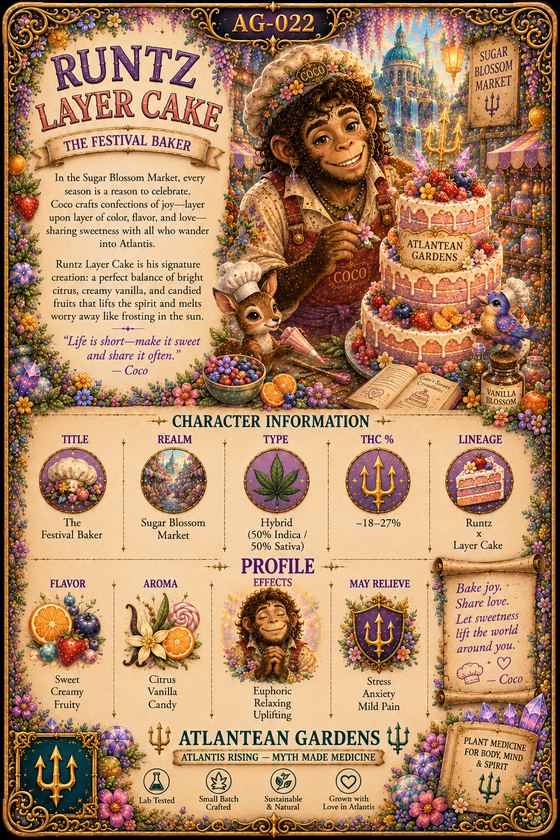 AG-022
RUNTZ
LAYER CAKE
THE FESTIVAL BAKER
In the Sugar Blossom Market, every
season is a reason to celebrate.
Coco crafts confections of joy—layer
upon layer of color, flavor, and love—
sharing sweetness with all who wander
into Atlantis.
Runtz Layer Cake is his signature
creation: a perfect balance of bright
citrus, creamy vanilla, and candied
fruits that lifts the spirit and melts
worry away like frosting in the sun.
“Life is short—make it sweet
and share it often.”
— Coco
COCO
SUGAR
BLOSSOM
MARKET
COCO
ATLANTEAN
GARDENS
Coco's Sweet
Creations
VANILLA
BLOSSOM
CHARACTER INFORMATION
TITLE
The
Festival Baker
REALM
Sugar Blossom
Market
TYPE
Hybrid
(50% Indica /
50% Sativa)
THC %
~18–27%
LINEAGE
Runtz
x
Layer Cake
PROFILE
FLAVOR
Sweet
Creamy
Fruity
AROMA
Citrus
Vanilla
Candy
EFFECTS
Euphoric
Relaxing
Uplifting
MAY RELIEVE
Stress
Anxiety
Mild Pain
Bake joy.
Share love.
Let sweetness
lift the world
around you.
— Coco
ATLANTEAN GARDENS
ATLANTIS RISING — MYTH MADE MEDICINE
Lab Tested
Small Batch
Crafted
Sustainable
& Natural
Grown with
Love in Atlantis
PLANT MEDICINE
FOR BODY, MIND
& SPIRIT